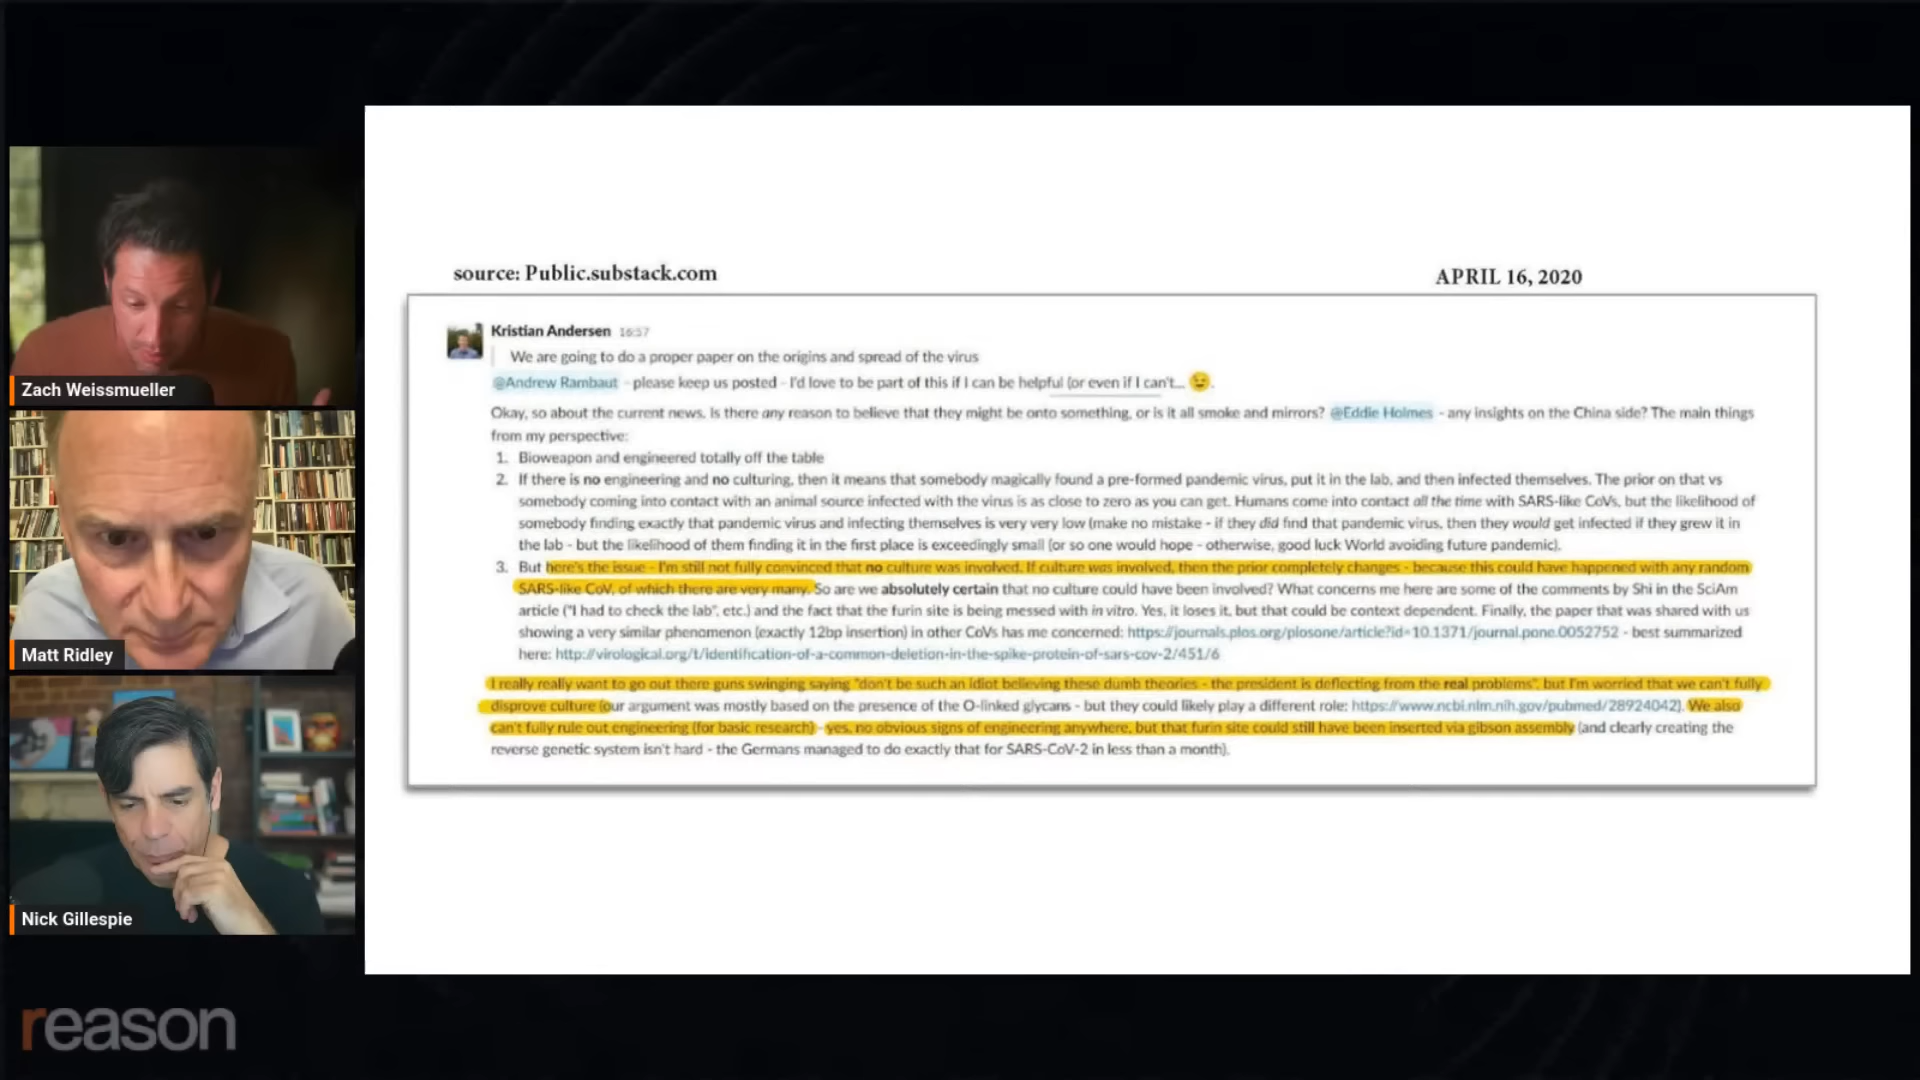 source: Public.substack.com
APRIL 16, 2020
Kristian Andersen 16:57
We are going to do a proper paper on the origins and spread of the virus
@Andrew Rambaut - please keep us posted - I'd love to be part of this if I can be helpful (or even if I can't... 😉.
Okay, so about the current news. Is there any reason to believe that they might be onto something, or is it all smoke and mirrors? @Eddie Holmes - any insights on the China side? The main things
from my perspective:
1. Bioweapon and engineered totally off the table
2. If there is no engineering and no culturing, then it means that somebody magically found a pre-formed pandemic virus, put it in the lab, and then infected themselves. The prior on that vs
somebody coming into contact with an animal source infected with the virus is as close to zero as you can get. Humans come into contact all the time with SARS-like CoVs, but the likelihood of
somebody finding exactly that pandemic virus and infecting themselves is very very low (make no mistake - if they did find that pandemic virus, then they would get infected if they grew it in
the lab - but the likelihood of them finding it in the first place is exceedingly small (or so one would hope - otherwise, good luck World avoiding future pandemic).
3. But here's the issue - I'm still not fully convinced that no culture was involved. If culture was involved, then the prior completely changes - because this could have happened with any random
SARS-like CoV, of which there are very many. So are we absolutely certain that no culture could have been involved? What concerns me here are some of the comments by Shi in the SciAm
article ("I had to check the lab", etc.) and the fact that the furin site is being messed with in vitro. Yes, it loses it, but that could be context dependent. Finally, the paper that was shared with us
showing a very similar phenomenon (exactly 12bp insertion) in other CoVs has me concerned: https://journals.plos.org/plosone/article?id=10.1371/journal.pone.0052752 - best summarized
here: http://virological.org/t/identification-of-a-common-deletion-in-the-spike-protein-of-sars-cov-2/451/6
I really really want to go out there guns swinging saying "don't be such an idiot believing these dumb theories - the president is deflecting from the real problems", but I'm worried that we can't fully
disprove culture (our argument was mostly based on the presence of the O-linked glycans - but they could likely play a different role: https://www.ncbi.nlm.nih.gov/pubmed/28924042). We also
can't fully rule out engineering (for basic research) - yes, no obvious signs of engineering anywhere, but that furin site could still have been inserted via gibson assembly (and clearly creating the
reverse genetic system isn't hard - the Germans managed to do exactly that for SARS-CoV-2 in less than a month).
Zach Weissmueller
Matt Ridley
Nick Gillespie
reason